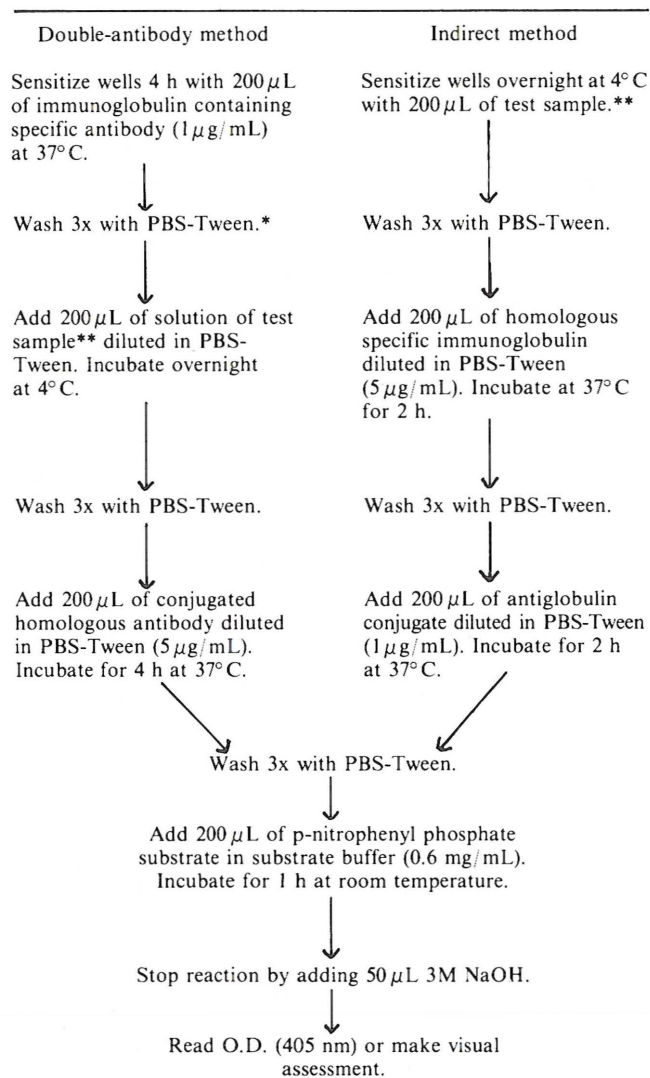 Double-antibody method
Sensitize wells 4 h with 200 μL
of immunoglobulin containing
specific antibody (1 μg/mL)
at 37° C.
Wash 3x with PBS-Tween.*
Add 200 μL of solution of test
sample** diluted in PBS-
Tween. Incubate overnight
at 4° C.
Wash 3x with PBS-Tween.
Add 200 μL of conjugated
homologous antibody diluted
in PBS-Tween (5 μg/mL).
Incubate for 4 h at 37° C.
Indirect method
Sensitize wells overnight at 4° C
with 200 μL of test sample.**
Wash 3x with PBS-Tween.
Add 200 μL of homologous
specific immunoglobulin
diluted in PBS-Tween
(5 μg/mL). Incubate at 37° C
for 2 h.
Wash 3x with PBS-Tween.
Add 200 μL of antiglobulin
conjugate diluted in PBS-Tween
(1 μg/mL). Incubate for 2 h
at 37° C.
Wash 3x with PBS-Tween.
Add 200 μL of p-nitrophenyl phosphate
substrate in substrate buffer (0.6 mg/mL).
Incubate for 1 h at room temperature.
Stop reaction by adding 50 μL 3M NaOH.
Read O.D. (405 nm) or make visual
assessment.